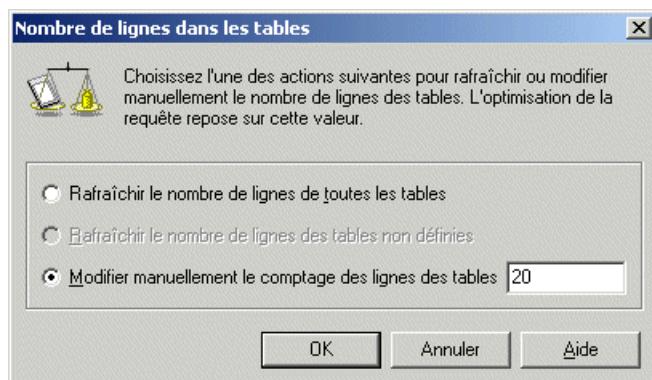 Nombre de lignes dans les tables
Choisissez l'une des actions suivantes pour rafraîchir ou modifier
manuellement le nombre de lignes des tables. L'optimisation de la
requête repose sur cette valeur.
Rafraîchir le nombre de lignes de toutes les tables
Rafraîchir le nombre de lignes des tables non définies
Modifier manuellement le comptage des lignes des tables 20
OK Annuler Aide